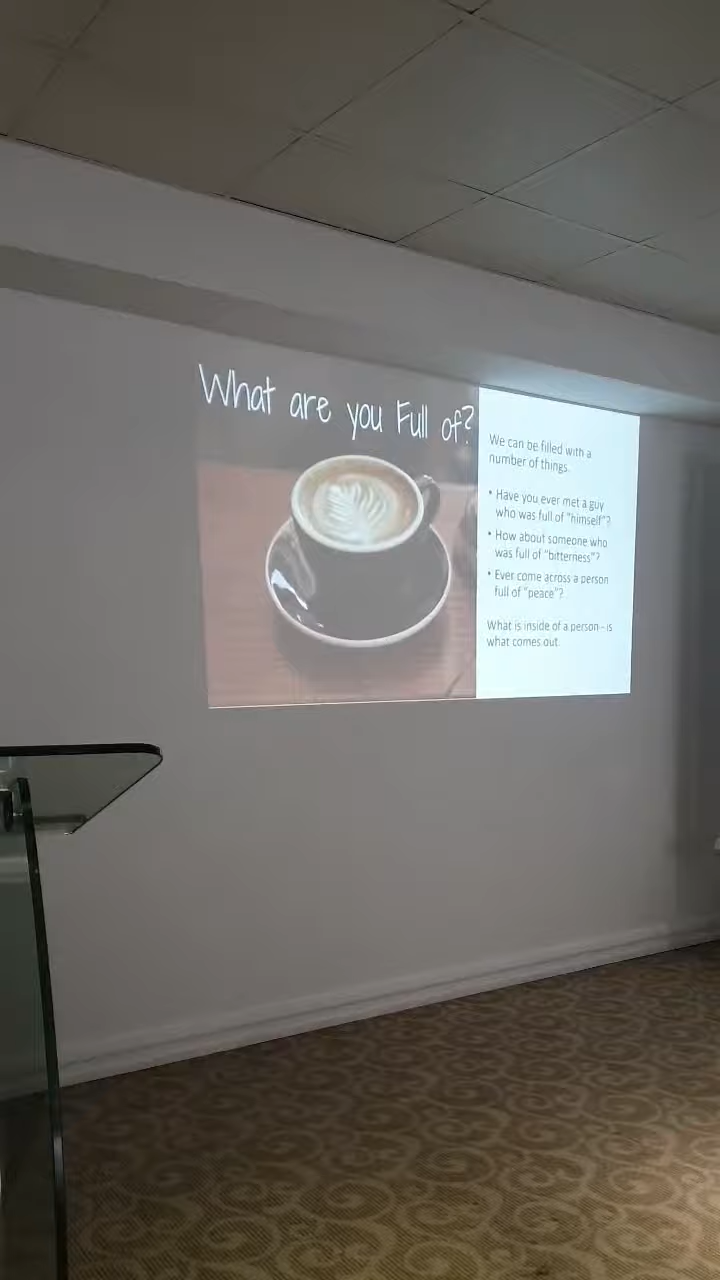 What are you Full of?
We can be filled with a
number of things.
• Have you ever met a guy
who was full of "himself"?
• How about someone who
was full of "bitterness"?
• Ever come across a person
full of "peace"?
What is inside of a person - is
what comes out.